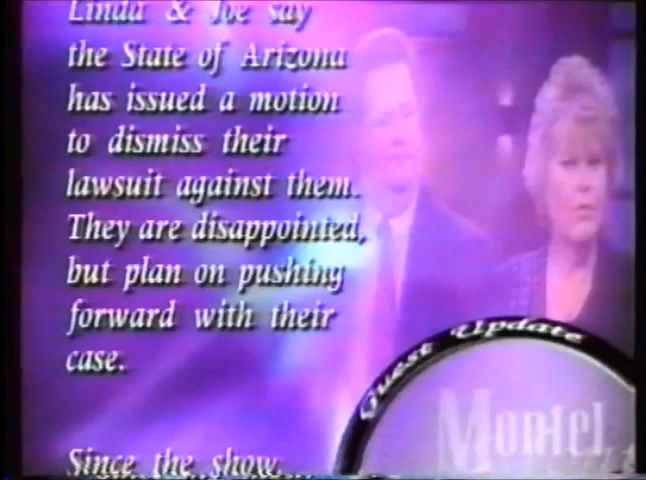 Linda & Joe say
the State of Arizona
has issued a motion
to dismiss their
lawsuit against them.
They are disappointed,
but plan on pushing
forward with their
case.
Since the show...
Guest Update
Montel